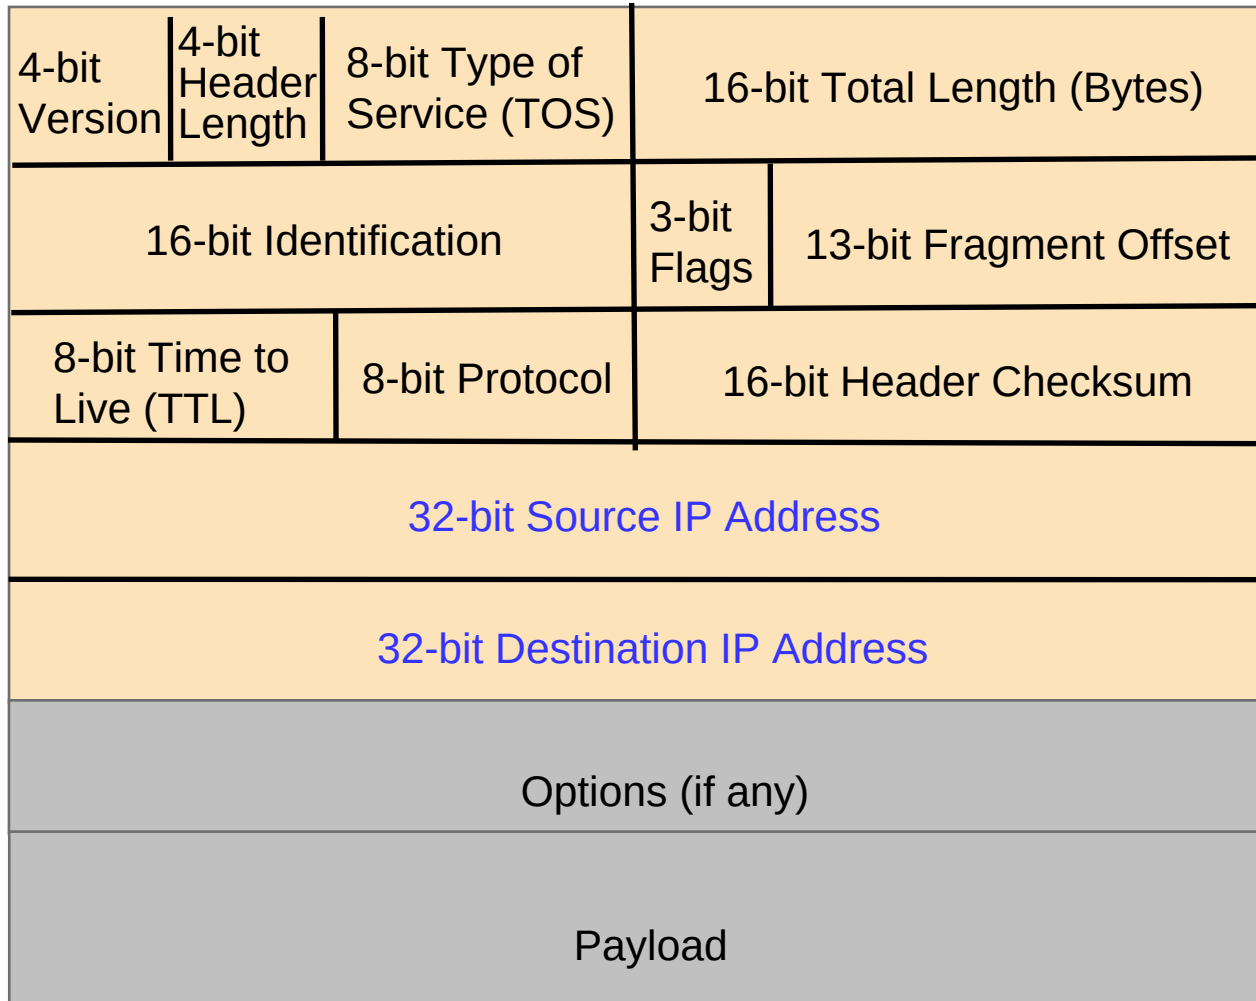 4-bit
Version
4-bit
Header
Length
8-bit Type of
Service (TOS)
16-bit Total Length (Bytes)
16-bit Identification
3-bit
Flags
13-bit Fragment Offset
8-bit Time to
Live (TTL)
8-bit Protocol
16-bit Header Checksum
32-bit Source IP Address
32-bit Destination IP Address
Options (if any)
Payload